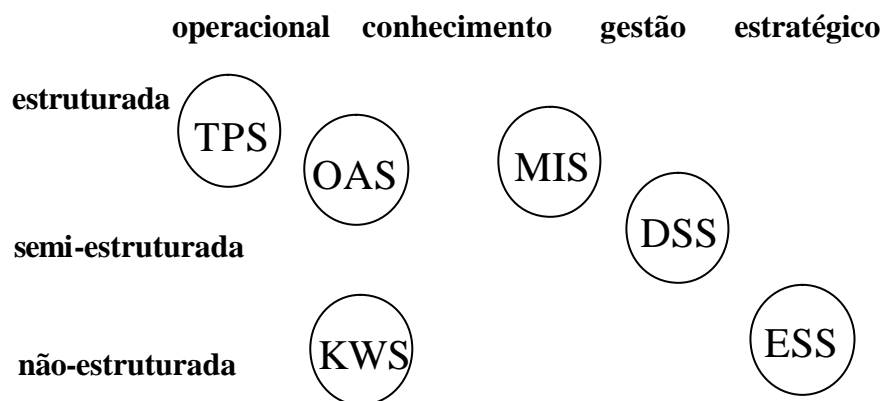 operacional conhecimento gestão estratégico
estruturada
TPS
OAS
MIS
DSS
semi-estruturada
KWS
ESS
não-estruturada